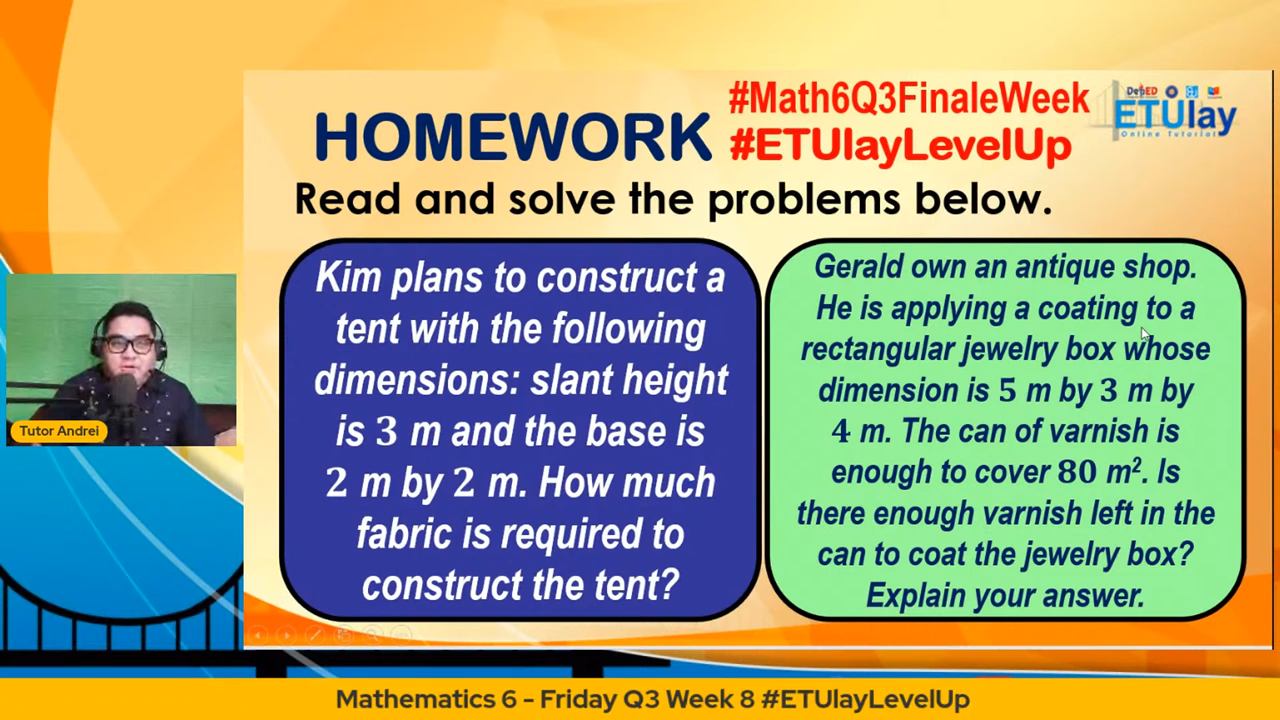 #Math6Q3FinaleWeek
HOMEWORK
#ETUlayLevelUp
DepED
ETUlay
Online Tutorial
Read and solve the problems below.
Kim plans to construct a
tent with the following
dimensions: slant height
is 3 m and the base is
2 m by 2 m. How much
fabric is required to
construct the tent?
Gerald own an antique shop.
He is applying a coating to a
rectangular jewelry box whose
dimension is 5 m by 3 m by
4 m. The can of varnish is
enough to cover 80 m². Is
there enough varnish left in the
can to coat the jewelry box?
Explain your answer.
Tutor Andrei
Mathematics 6 - Friday Q3 Week 8 #ETUlayLevelUp